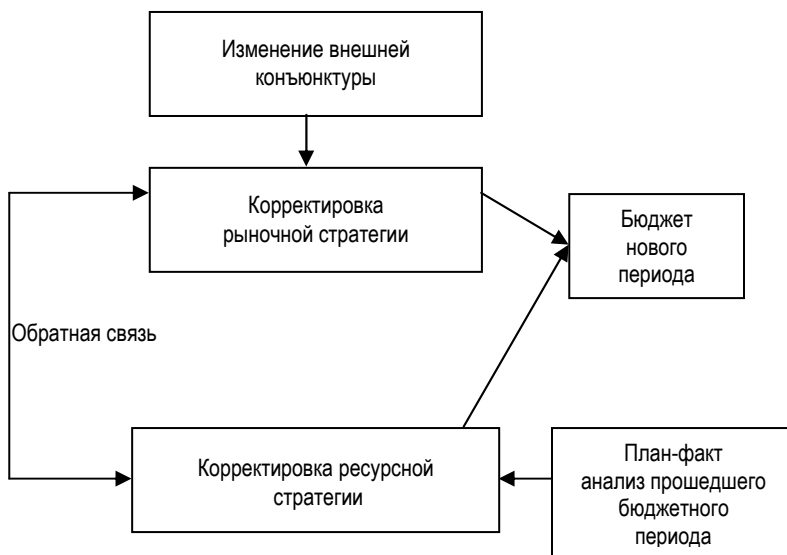 Изменение внешней
конъюнктуры
Корректировка
рыночной стратегии
Бюджет
нового
периода
Обратная связь
Корректировка ресурсной
стратегии
План-факт
анализ прошедшего
бюджетного
периода